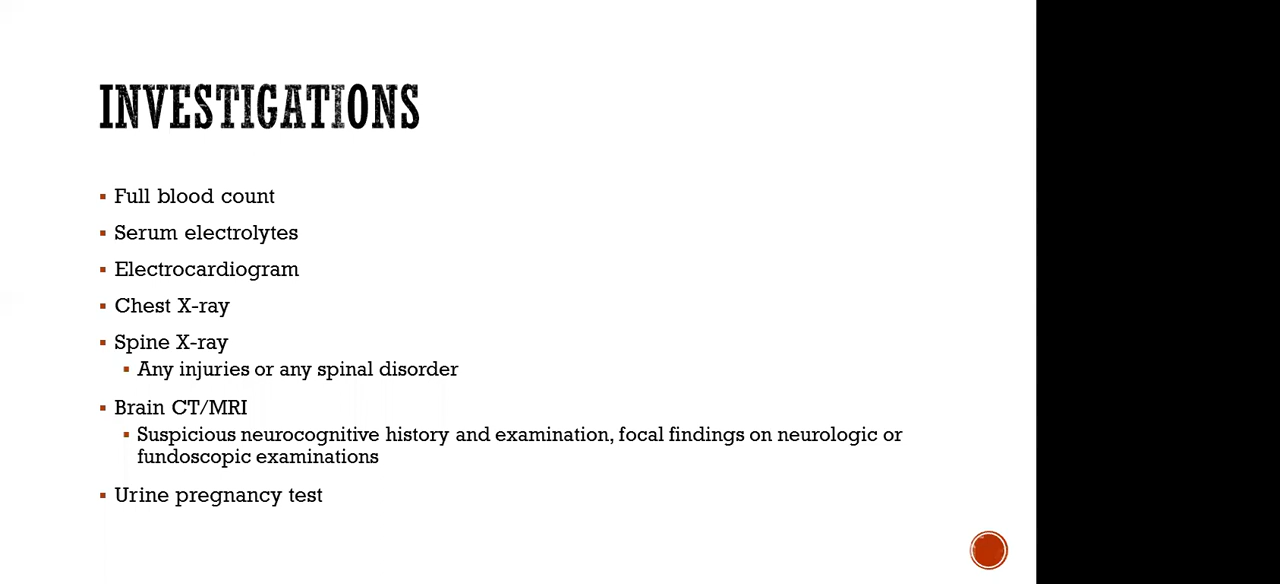 INVESTIGATIONS
Full blood count
Serum electrolytes
Electrocardiogram
Chest X-ray
Spine X-ray
Any injuries or any spinal disorder
Brain CT/MRI
Suspicious neurocognitive history and examination, focal findings on neurologic or
fundoscopic examinations
Urine pregnancy test